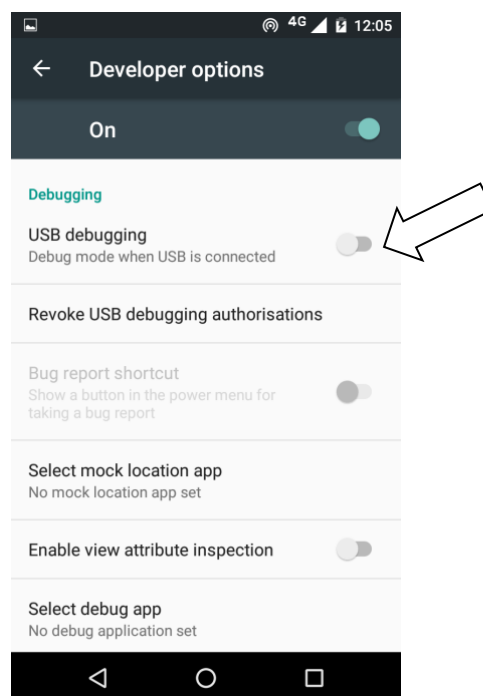 4G 12:05
Developer options
On
Debugging
USB debugging
Debug mode when USB is connected
Revoke USB debugging authorisations
Bug report shortcut
Show a button in the power menu for
taking a bug report
Select mock location app
No mock location app set
Enable view attribute inspection
Select debug app
No debug application set